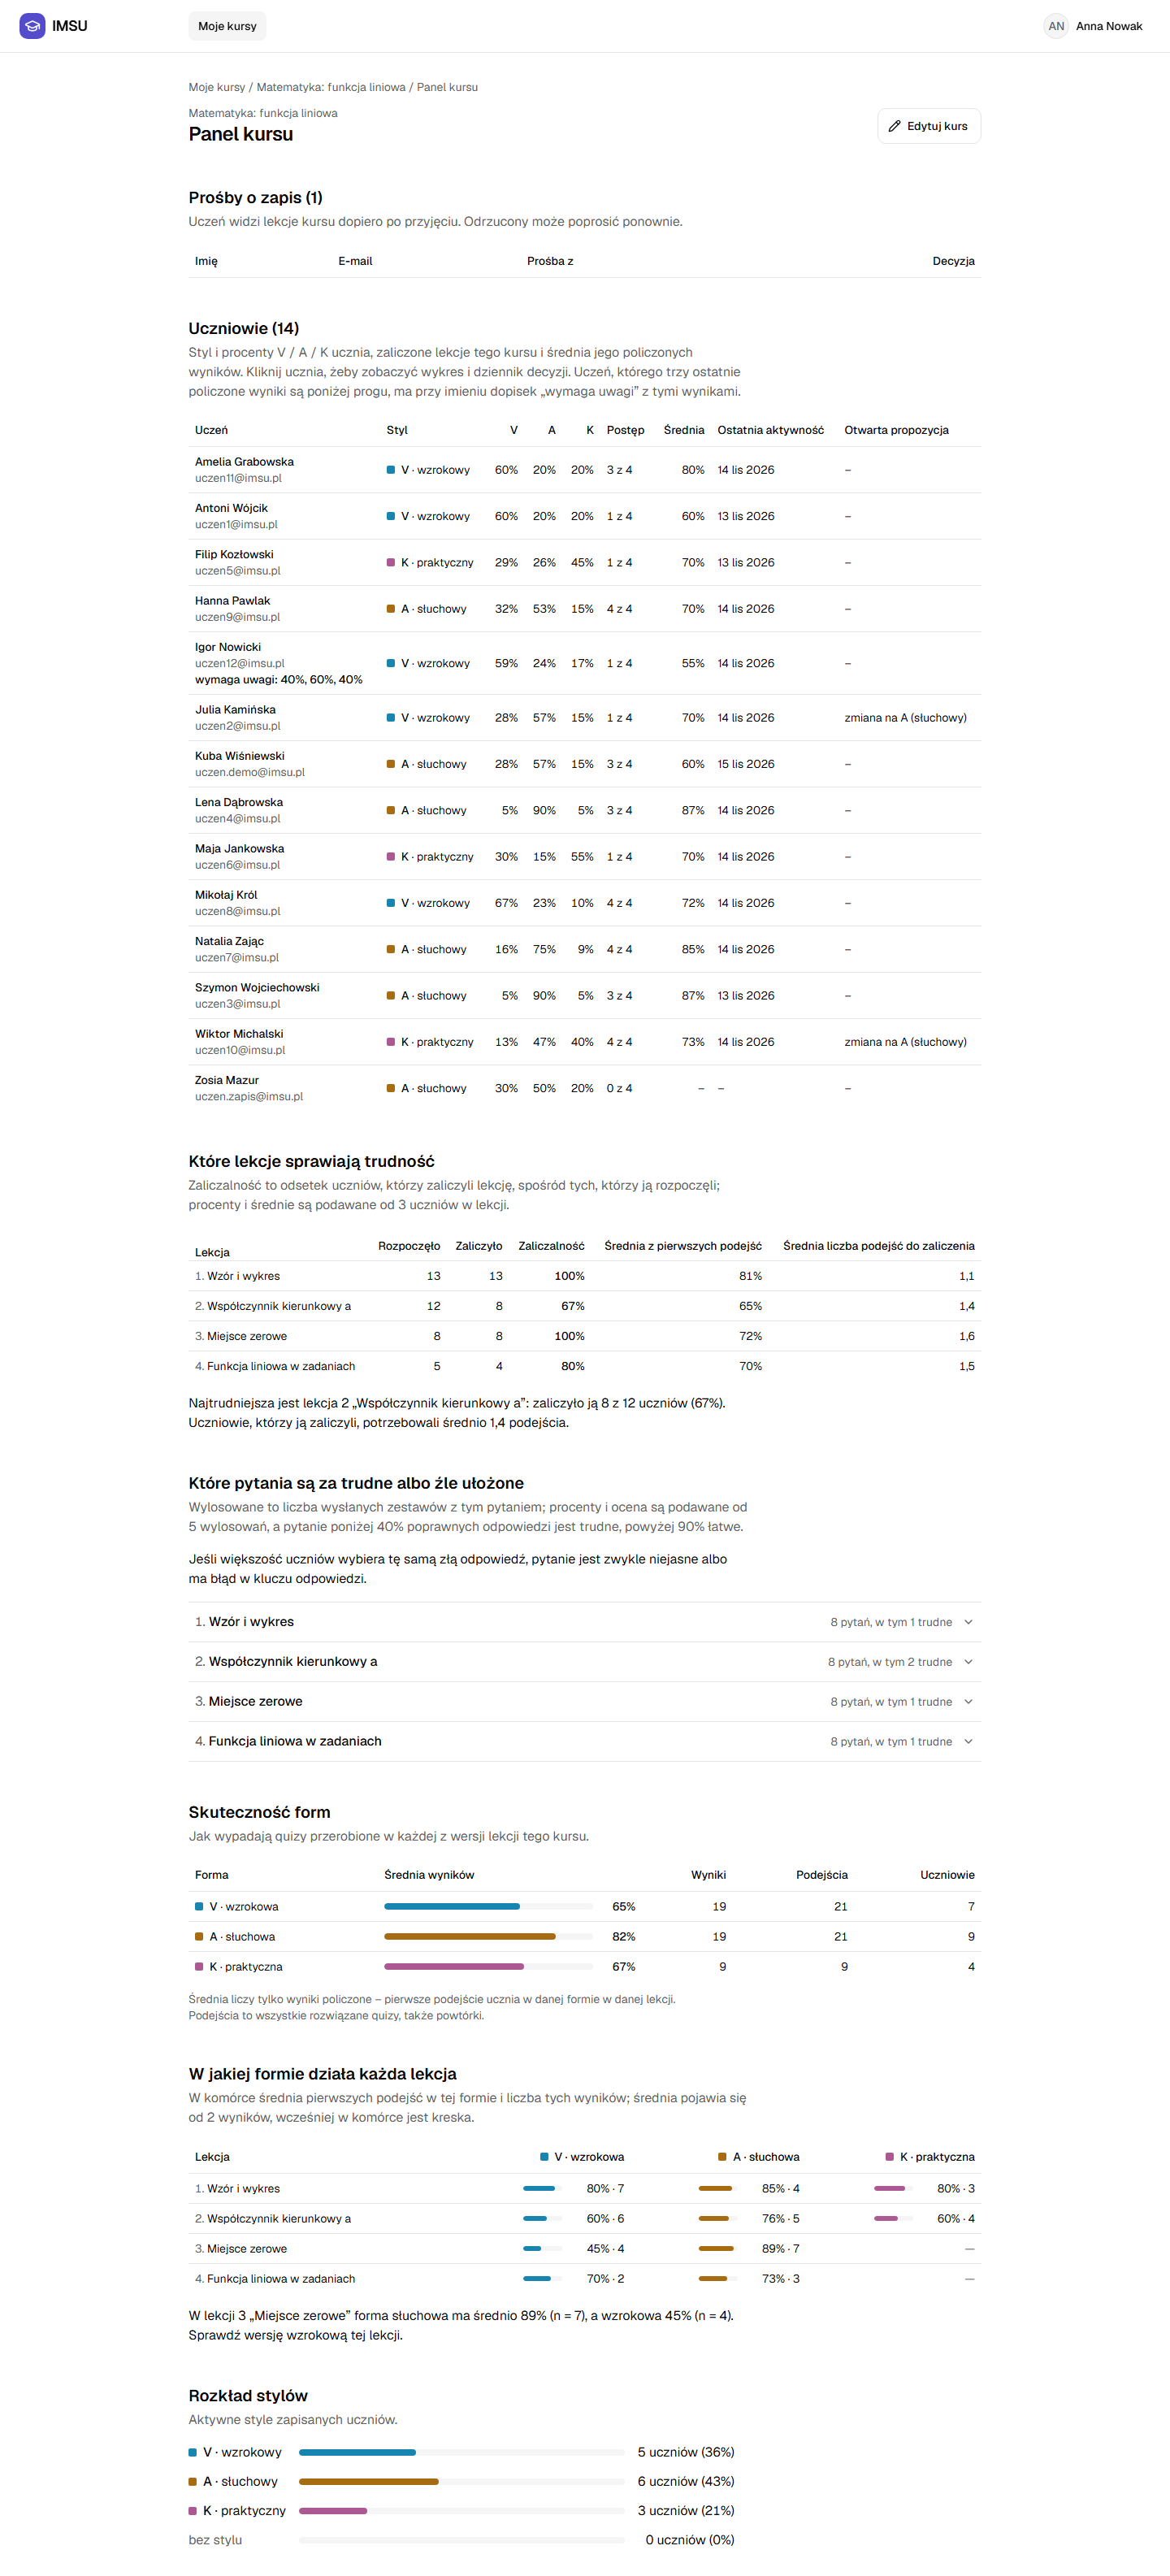 IMSU
Moje kursy
AN Anna Nowak
Moje kursy / Matematyka: funkcja liniowa / Panel kursu
Matematyka: funkcja liniowa
Panel kursu
Edytuj kurs
Prośby o zapis (1)
Uczeń widzi lekcje kursu dopiero po przyjęciu. Odrzucony może poprosić ponownie.
Imię E-mail Prośba z Decyzja
Uczniowie (14)
Styl i procenty V / A / K ucznia, zaliczone lekcje tego kursu i średnia jego policzonych
wyników. Kliknij ucznia, żeby zobaczyć wykres i dziennik decyzji. Uczeń, którego trzy ostatnie
policzone wyniki są poniżej progu, ma przy imieniu dopisek „wymaga uwagi” z tymi wynikami.
Uczeń Styl V A K Postęp Średnia Ostatnia aktywność Otwarta propozycja
Amelia Grabowska
uczen11@imsu.pl
V · wzrokowy 60% 20% 20% 3 z 4 80% 14 lis 2026 –
Antoni Wójcik
uczen1@imsu.pl
V · wzrokowy 60% 20% 20% 1 z 4 60% 13 lis 2026 –
Filip Kozłowski
uczen5@imsu.pl
K · praktyczny 29% 26% 45% 1 z 4 70% 13 lis 2026 –
Hanna Pawlak
uczen9@imsu.pl
A · słuchowy 32% 53% 15% 4 z 4 70% 14 lis 2026 –
Igor Nowicki
uczen12@imsu.pl
wymaga uwagi: 40%, 60%, 40%
V · wzrokowy 59% 24% 17% 1 z 4 55% 14 lis 2026 –
Julia Kamińska
uczen2@imsu.pl
V · wzrokowy 28% 57% 15% 1 z 4 70% 14 lis 2026 zmiana na A (słuchowy)
Kuba Wiśniewski
uczen.demo@imsu.pl
A · słuchowy 28% 57% 15% 3 z 4 60% 15 lis 2026 –
Lena Dąbrowska
uczen4@imsu.pl
A · słuchowy 5% 90% 5% 3 z 4 87% 14 lis 2026 –
Maja Jankowska
uczen6@imsu.pl
K · praktyczny 30% 15% 55% 1 z 4 70% 14 lis 2026 –
Mikołaj Król
uczen8@imsu.pl
V · wzrokowy 67% 23% 10% 4 z 4 72% 14 lis 2026 –
Natalia Zając
uczen7@imsu.pl
A · słuchowy 16% 75% 9% 4 z 4 85% 14 lis 2026 –
Szymon Wojciechowski
uczen3@imsu.pl
A · słuchowy 5% 90% 5% 3 z 4 87% 13 lis 2026 –
Wiktor Michalski
uczen10@imsu.pl
K · praktyczny 13% 47% 40% 4 z 4 73% 14 lis 2026 zmiana na A (słuchowy)
Zosia Mazur
uczen.zapis@imsu.pl
A · słuchowy 30% 50% 20% 0 z 4 – – –
Które lekcje sprawiają trudność
Zaliczalność to odsetek uczniów, którzy zaliczyli lekcję, spośród tych, którzy ją rozpoczęli;
procenty i średnie są podawane od 3 uczniów w lekcji.
Lekcja Rozpoczęło Zaliczyło Zaliczalność Średnia z pierwszych podejść Średnia liczba podejść do zaliczenia
1. Wzór i wykres 13 13 100% 81% 1,1
2. Współczynnik kierunkowy a 12 8 67% 65% 1,4
3. Miejsce zerowe 8 8 100% 72% 1,6
4. Funkcja liniowa w zadaniach 5 4 80% 70% 1,5
Najtrudniejsza jest lekcja 2 „Współczynnik kierunkowy a”: zaliczyło ją 8 z 12 uczniów (67%).
Uczniowie, którzy ją zaliczyli, potrzebowali średnio 1,4 podejścia.
Które pytania są za trudne albo źle ułożone
Wylosowane to liczba wysłanych zestawów z tym pytaniem; procenty i ocena są podawane od
5 wylosowań, a pytanie poniżej 40% poprawnych odpowiedzi jest trudne, powyżej 90% łatwe.
Jeśli większość uczniów wybiera tę samą złą odpowiedź, pytanie jest zwykle niejasne albo
ma błąd w kluczu odpowiedzi.
1. Wzór i wykres 8 pytań, w tym 1 trudne
2. Współczynnik kierunkowy a 8 pytań, w tym 2 trudne
3. Miejsce zerowe 8 pytań, w tym 1 trudne
4. Funkcja liniowa w zadaniach 8 pytań, w tym 1 trudne
Skuteczność form
Jak wypadają quizy przerobione w każdej z wersji lekcji tego kursu.
Forma Średnia wyników Wyniki Podejścia Uczniowie
V · wzrokowa 65% 19 21 7
A · słuchowa 82% 19 21 9
K · praktyczna 67% 9 9 4
Średnia liczy tylko wyniki policzone – pierwsze podejście ucznia w danej formie w danej lekcji.
Podejścia to wszystkie rozwiązane quizy, także powtórki.
W jakiej formie działa każda lekcja
W komórce średnia pierwszych podejść w tej formie i liczba tych wyników; średnia pojawia się
od 2 wyników, wcześniej w komórce jest kreska.
Lekcja V · wzrokowa A · słuchowa K · praktyczna
1. Wzór i wykres 80% · 7 85% · 4 80% · 3
2. Współczynnik kierunkowy a 60% · 6 76% · 5 60% · 4
3. Miejsce zerowe 45% · 4 89% · 7 —
4. Funkcja liniowa w zadaniach 70% · 2 73% · 3 —
W lekcji 3 „Miejsce zerowe” forma słuchowa ma średnio 89% (n = 7), a wzrokowa 45% (n = 4).
Sprawdź wersję wzrokową tej lekcji.
Rozkład stylów
Aktywne style zapisanych uczniów.
V · wzrokowy 5 uczniów (36%)
A · słuchowy 6 uczniów (43%)
K · praktyczny 3 uczniów (21%)
bez stylu 0 uczniów (0%)